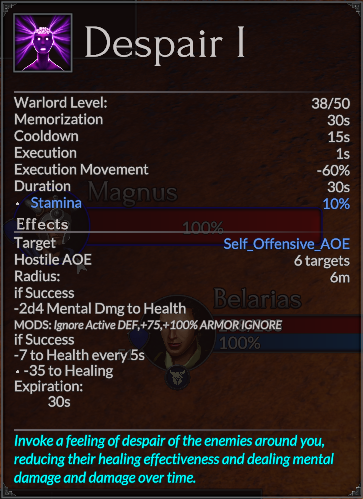 Despair I
Warlord Level: 38/50
Memorization 30s
Cooldown 15s
Execution 1s
Execution Movement -60%
Duration 30s
• Stamina 10%
Magnus
Effects
100%
Target Self_Offensive_AOE
Hostile AOE 6 targets
Radius: 6m
if Success
-2d4 Mental Dmg to Health
Belarias
MODS: Ignore Active DEF,+75,+100% ARMOR IGNORE
if Success
-7 to Health every 5s
100%
• -35 to Healing
Expiration:
30s
Invoke a feeling of despair of the enemies around you,
reducing their healing effectiveness and dealing mental
damage and damage over time.